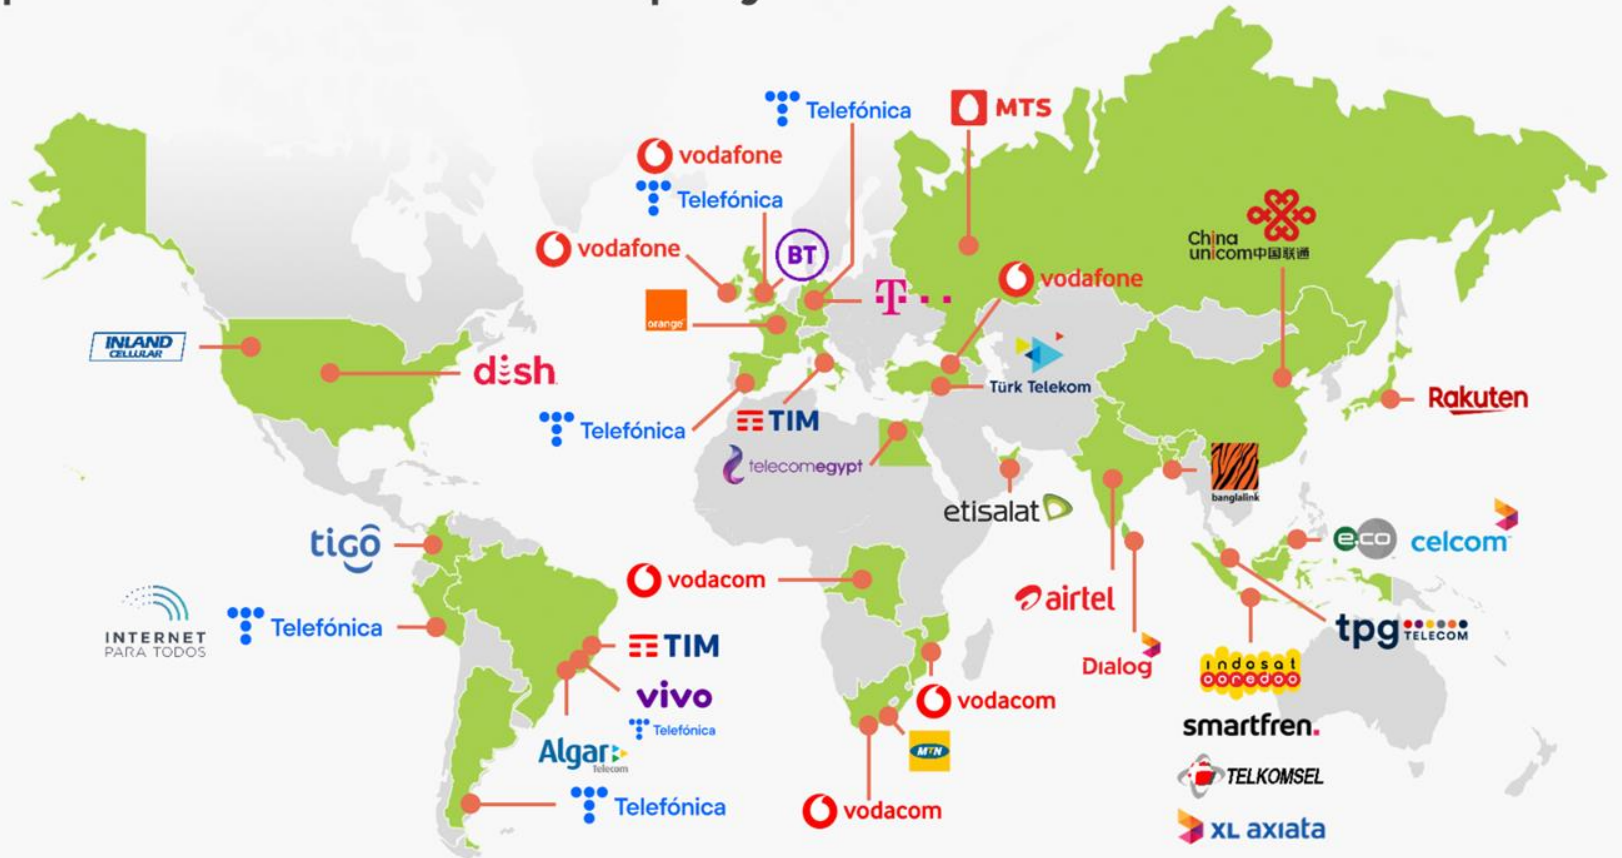 Telefónica
MTS
vodafone
Telefónica
vodafone
BT
orange
T
vodafone
China
unicom中国联通
INLAND
CELLULAR
dish
Türk Telekom
Rakuten
Telefónica
TIM
telecomegypt
etisalat
banglalink
tigo
e.co
celcom
vodacom
airtel
INTERNET
PARA TODOS
Telefónica
TIM
tpg TELECOM
Dialog
indosat
ooredoo
vivo
Telefónica
vodacom
smartfren.
Algar
Telecom
MTN
TELKOMSEL
Telefónica
vodacom
XL axiata